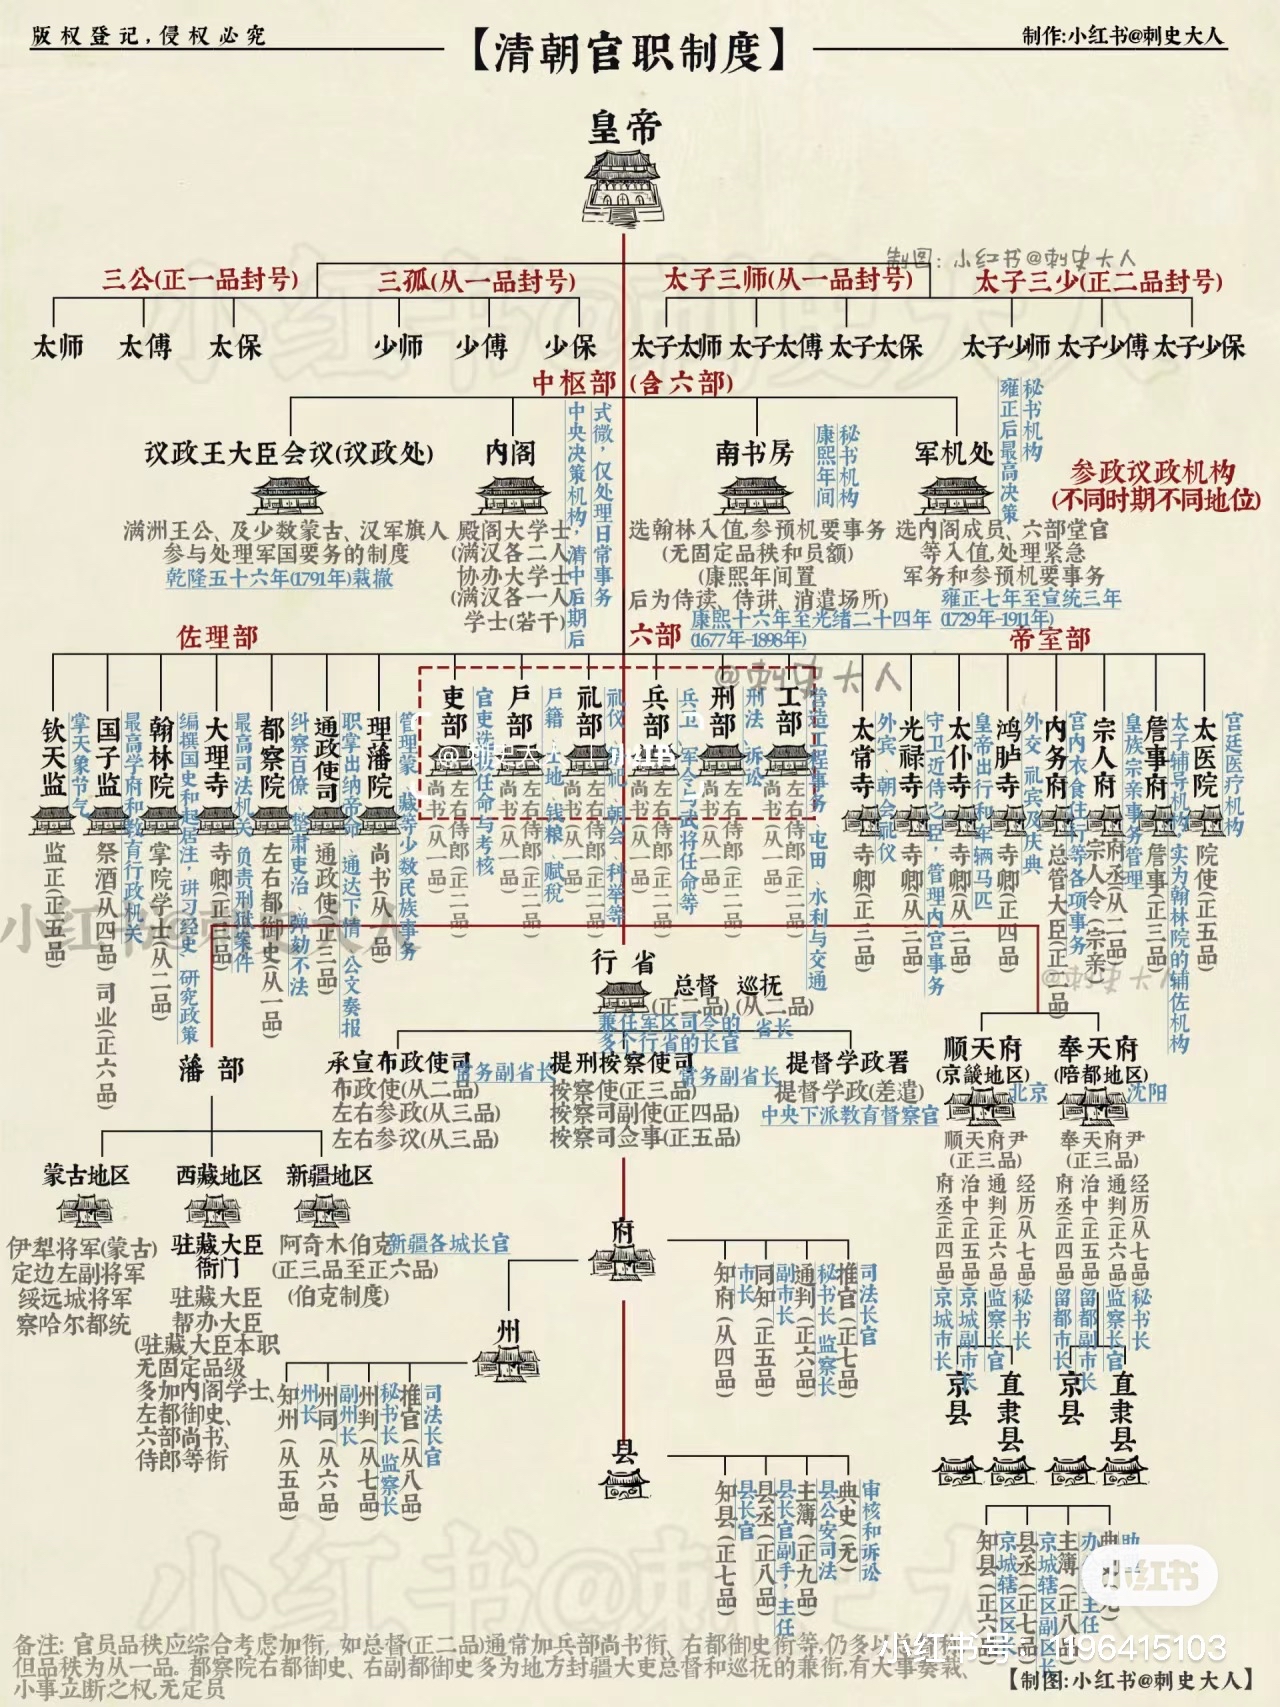 版权登记,侵权必究
【清朝官职制度】
制作:小红书@刺史大人
皇帝
制图:小红书@刺史大人
三公(正一品封号)
三孤(从一品封号)
太子三师(从一品封号)
太子三少(正二品封号)
太师
太傅
太保
少师
少傅
少保
太子太师
太子太傅
太子太保
太子少师
太子少傅
太子少保
中枢部(含六部)
议政王大臣会议(议政处)
满洲王公、及少数蒙古、汉军旗人
参与处理军国要务的制度
乾隆五十六年(1791年)裁撤
内阁
殿阁大学士
(满汉各二人)
协办大学士
(满汉各一人)
学士(若干)
中央决策机构,清中后期后
式微,仅处理日常事务
南书房
康熙年间
秘书机构
选翰林入值,参预机要事务
(无固定品秩和员额)
(康熙年间置
后为侍读、侍讲、消遣场所)
康熙十六年至光绪二十四年
(1677年-1898年)
军机处
雍正后最高决策
秘书机构
选内阁成员、六部堂官
等入值,处理紧急
军务和参预机要事务
雍正七年至宣统三年
(1729年-1911年)
参政议政机构
(不同时期不同地位)
佐理部
六部
帝室部
@刺史大人
钦天监
掌天象节气
监正(正五品)
国子监
最高学府和教育行政机关
祭酒(从四品) 司业(正六品)
翰林院
编撰国史和起居注,讲习经史、研究政策
掌院学士(从二品)
大理寺
最高司法机关 负责刑狱案件
寺卿(正三品)
都察院
纠察百僚、整肃吏治、弹劾不法
左右都御史(从一品)
通政使司
职掌出纳帝命、通达下情、公文奏报
通政使(正三品)
理藩院
管理蒙、藏等少数民族事务
尚书(从一品)
吏部
官吏选拔任命与考核
尚书(从一品)
左右侍郎(正二品)
户部
户籍 土地 钱粮 赋税
尚书(从一品)
左右侍郎(正二品)
礼部
礼仪 祭祀 朝会 科举等
尚书(从一品)
左右侍郎(正二品)
兵部
兵卫 军令与武将任命等
尚书(从一品)
左右侍郎(正二品)
刑部
刑法 诉讼
尚书(从一品)
左右侍郎(正二品)
工部
营造工程事务 屯田 水利与交通
尚书(从一品)
左右侍郎(正二品)
@刺史大人
小红书
太常寺
外宾、朝会礼仪
寺卿(正三品)
光禄寺
守卫近侍之臣,管理内宫事务
寺卿(从三品)
太仆寺
皇帝出行和车辆马匹
寺卿(从三品)
鸿胪寺
外交、礼宾及庆典
寺卿(正四品)
内务府
宫内衣食住行等各项事务
总管大臣(正二品)
宗人府
皇族宗亲事务管理
府丞(从二品)
宗人令(宗亲)
詹事府
太子辅导机构,实为翰林院的辅佐机构
詹事(正三品)
太医院
宫廷医疗机构
院使(正五品)
小红书@刺史大人
@刺史大人
行省
总督
(正二品)
巡抚
(从二品)
兼任军区司令的
多个行省的长官
省长
承宣布政使司
常务副省长
布政使(从二品)
左右参政(从三品)
左右参议(从三品)
提刑按察使司
常务副省长
按察使(正三品)
按察司副使(正四品)
按察司佥事(正五品)
提督学政署
提督学政(差遣)
中央下派教育督察官
顺天府
(京畿地区)
北京
顺天府尹
(正三品)
府丞(正四品)
治中(正五品)
通判(正六品)
经历(从七品)
京城市长
京城副市长
监察长官
秘书长
奉天府
(陪都地区)
沈阳
奉天府尹
(正三品)
府丞(正四品)
治中(正五品)
通判(正六品)
经历(从七品)
留都市长
留都副市长
监察长官
秘书长
京县
直隶县
京县
直隶县
藩部
蒙古地区
伊犁将军(蒙古)
定边左副将军
绥远城将军
察哈尔都统
西藏地区
驻藏大臣
衙门
驻藏大臣
帮办大臣
(驻藏大臣本职
无固定品级
多加内阁学士、
左都御史、
六部尚书、
侍郎等衔
新疆地区
阿奇木伯克
新疆各城长官
(正三品至正六品)
(伯克制度)
府
知府(从四品)
市长
同知(正五品)
副市长
通判(正六品)
秘书长 监察长
推官(正七品)
司法长官
州
知州(从五品)
州长
州同(从六品)
副州长
州判(从七品)
秘书长 监察长
推官(从八品)
司法长官
县
知县(正七品)
县长官
县丞(正八品)
县长官副手,主任
主簿(正九品)
县公安司法
典史(无)
审核和诉讼
知县(正六品)
京城辖区区长
县丞(正七品)
京城辖区副区长
主簿(正八品)
小红书
小红书@刺史大人
备注: 官员品秩应综合考虑加衔, 如总督(正二品)通常加兵部尚书衔、右都御史衔等,仍多以
但品秩为从一品。都察院右都御史、右副都御史多为地方封疆大吏总督和巡抚的兼衔,有大事奏裁、
小事立断之权,无定员
小红书号: 1196415103
【制图:小红书@刺史大人】